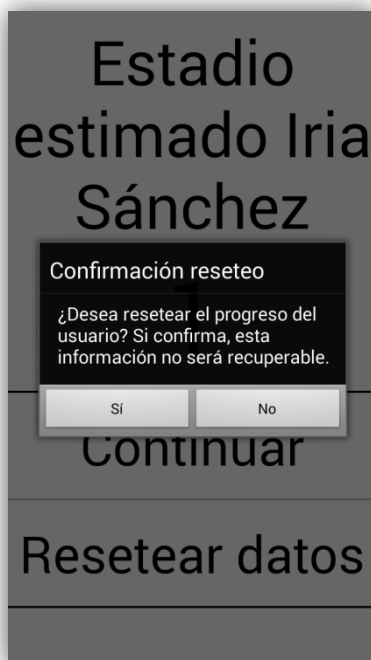 Estadio
estimado Iria
Sánchez
Confirmación reseteo
¿Desea resetear el progreso del
usuario? Si confirma, esta
información no será recuperable.
Sí
No
Continuar
Resetear datos